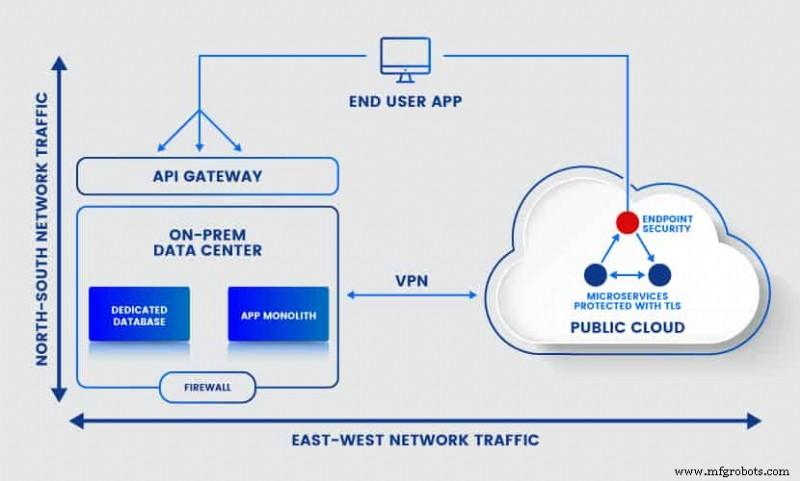 END USER APP
NORTH-SOUTH NETWORK TRAFFIC
API GATEWAY
ON-PREM
DATA CENTER
DEDICATED
DATABASE
APP MONOLITH
FIREWALL
VPN
ENDPOINT
SECURITY
MICROSERVICES
PROTECTED WITH TLS
PUBLIC CLOUD
EAST-WEST NETWORK TRAFFIC
www.mfgrobots.com